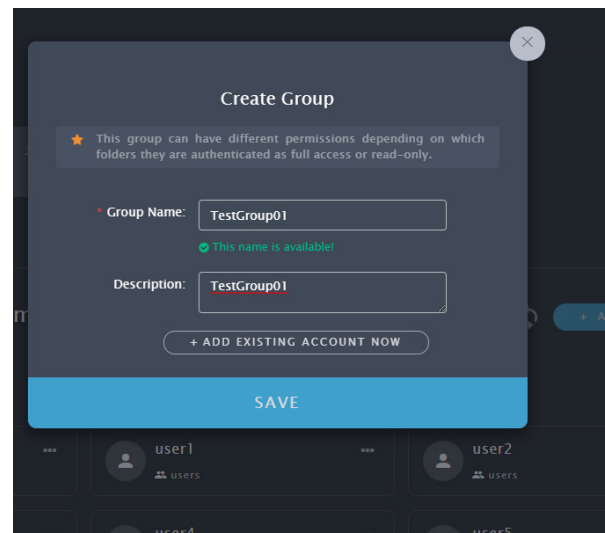 Create Group
This group can have different permissions depending on which
folders they are authenticated as full access or read-only.
* Group Name:
TestGroup01
This name is available!
Description:
TestGroup01
+ ADD EXISTING ACCOUNT NOW
SAVE
user1
users
user2
users
user4
user5